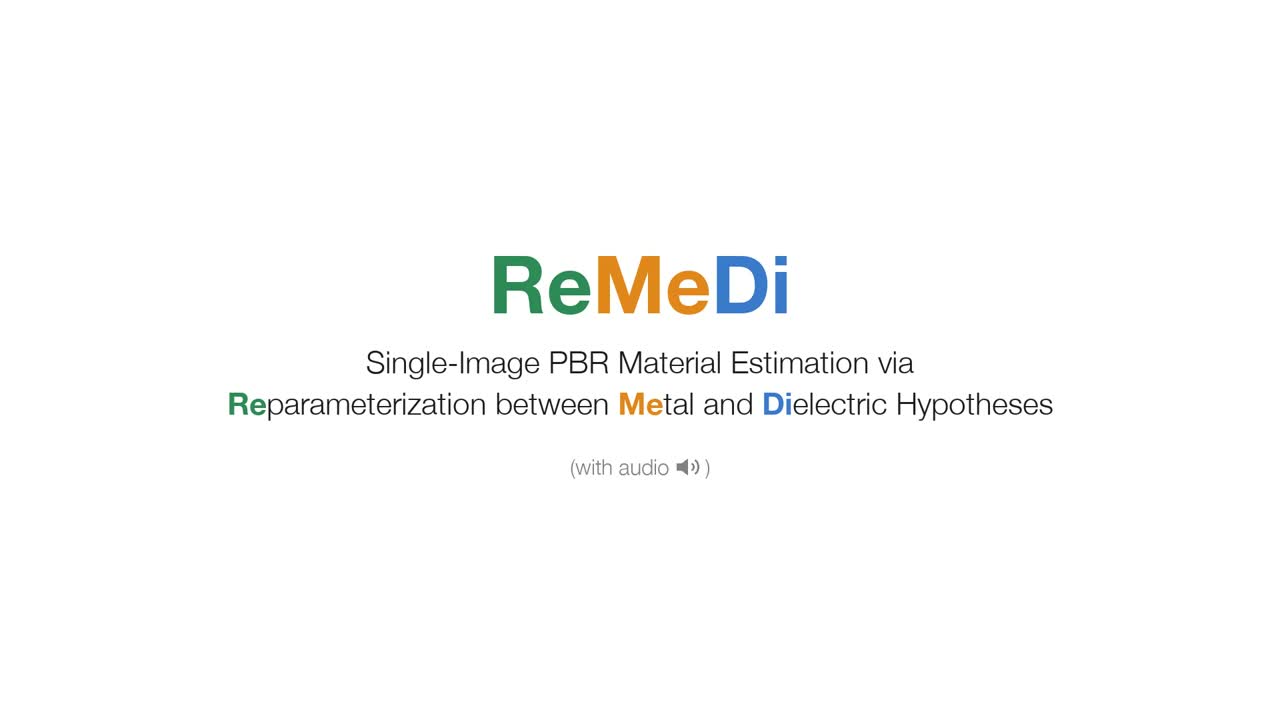 ReMeDi
Single-Image PBR Material Estimation via
Reparameterization between Metal and Dielectric Hypotheses
(with audio )